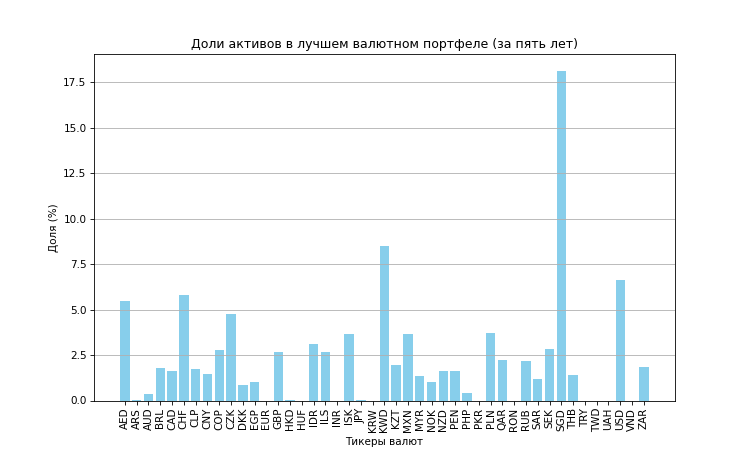 Доли активов в лучшем валютном портфеле (за пять лет)
Доля (%)
17.5
15.0
12.5
10.0
7.5
5.0
2.5
0.0
AED ARS AUD BRL CAD CHF CLP CNY COP CZK DKK EGP EUR GBP HKD HUF IDR ILS INR ISK JPY KRW KWD KZT MXN MYR NOK NZD PEN PHP PKR PLN QAR RON RUB SAR SEK SGD THB TRY TWD UAH USD VND ZAR
Тикеры валют